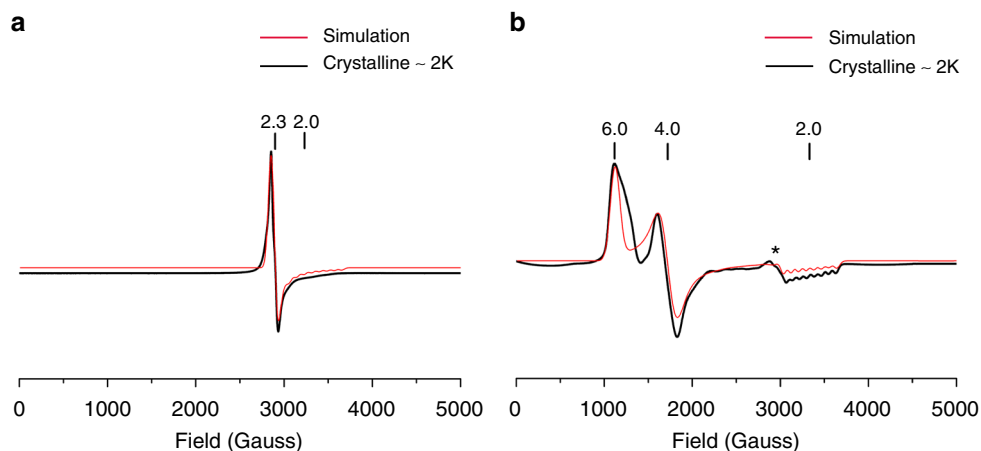 a
Simulation
Crystalline ~ 2K
2.3 2.0
0 1000 2000 3000 4000 5000
Field (Gauss)
b
Simulation
Crystalline ~ 2K
6.0 4.0 2.0
*
0 1000 2000 3000 4000 5000
Field (Gauss)